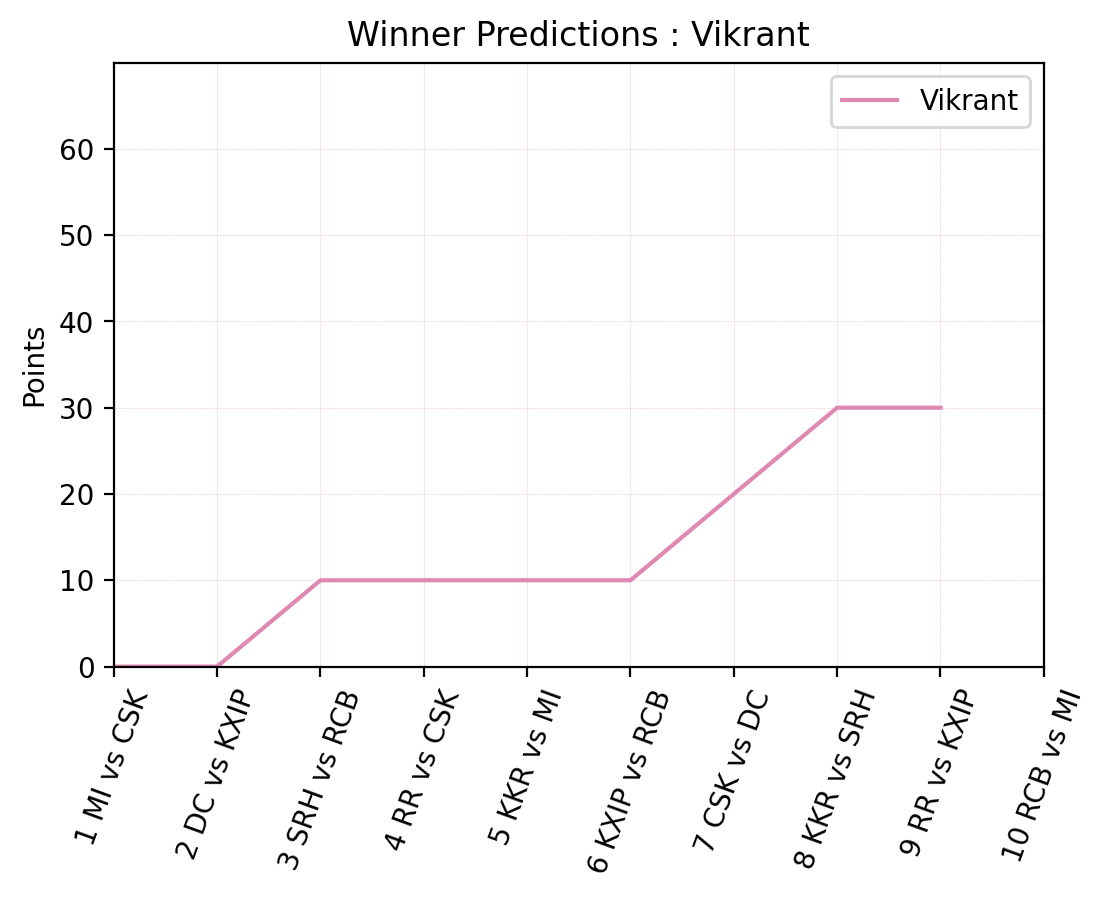 Winner Predictions : Vikrant
Vikrant
Points
60
50
40
30
20
10
0
1 MI vs CSK
2 DC vs KXIP
3 SRH vs RCB
4 RR vs CSK
5 KKR vs MI
6 KXIP vs RCB
7 CSK vs DC
8 KKR vs SRH
9 RR vs KXIP
10 RCB vs MI